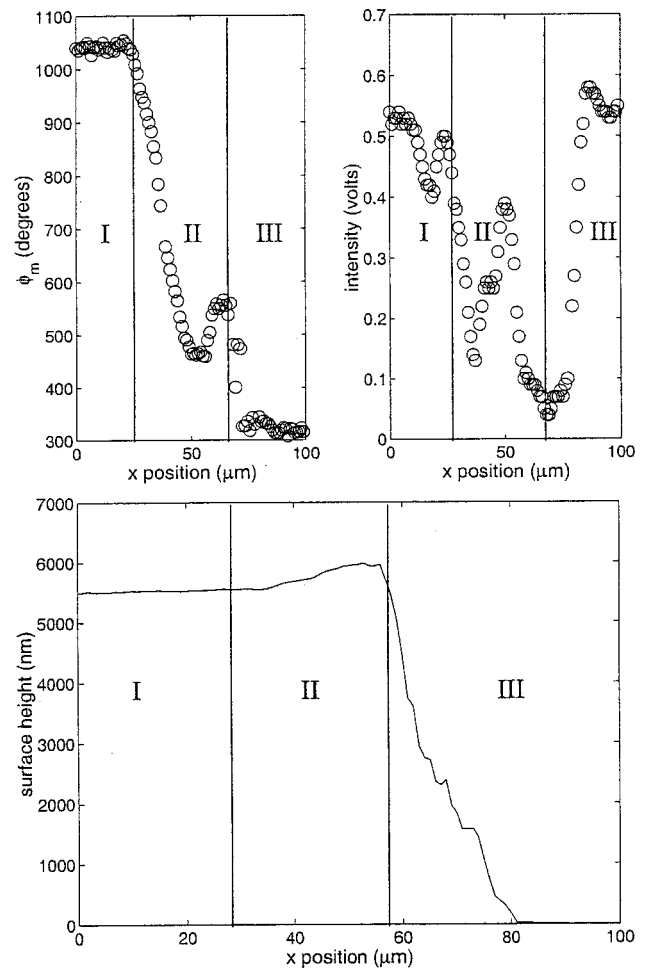 1100
1000
900
800
700
600
500
400
300
0
50
100
ϕm (degrees)
x position (μm)
I
II
III
0.7
0.6
0.5
0.4
0.3
0.2
0.1
0
0
50
100
intensity (volts)
x position (μm)
I
II
III
7000
6000
5000
4000
3000
2000
1000
0
0
20
40
60
80
100
surface height (nm)
x position (μm)
I
II
III